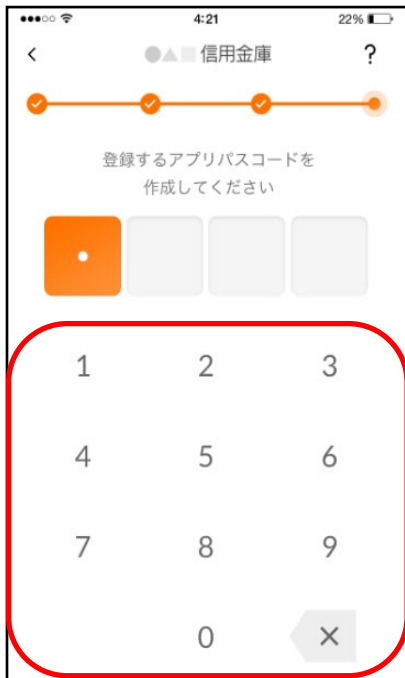 4:21
22%
●▲■信用金庫
?
登録するアプリパスコードを
作成してください
1 2 3
4 5 6
7 8 9
0 ×